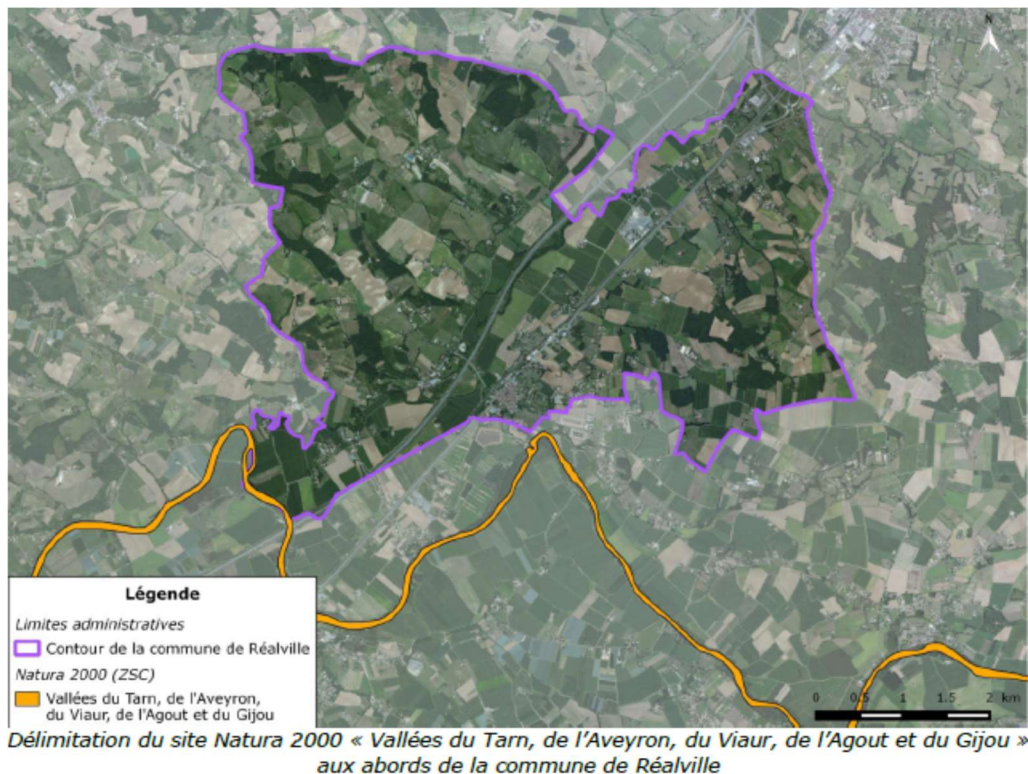 N
Légende
Limites administratives
Contour de la commune de Réalville
Natura 2000 (ZSC)
Vallées du Tarn, de l'Aveyron,
du Viaur, de l'Agout et du Gijou
0 0.5 1 1.5 2 km
Délimitation du site Natura 2000 « Vallées du Tarn, de l’Aveyron, du Viaur, de l’Agout et du Gijou »
aux abords de la commune de Réalville